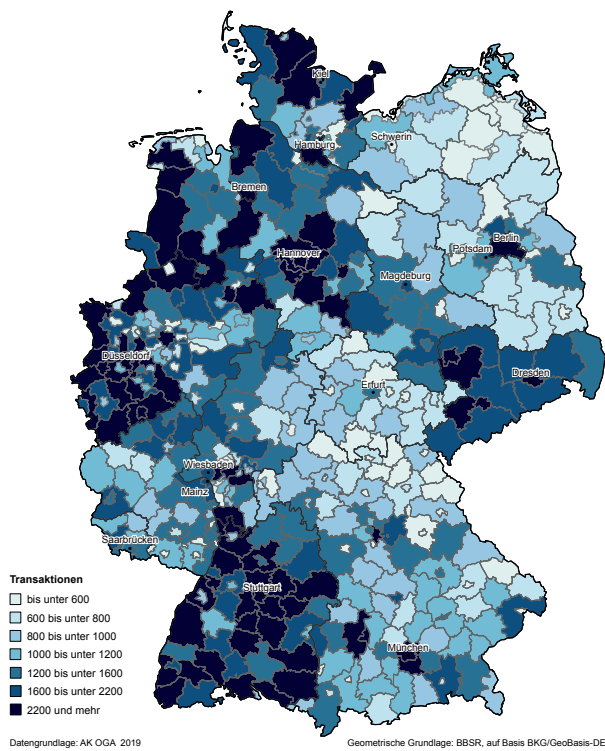 Kiel
Schwerin
Hamburg
Bremen
Berlin
Potsdam
Hannover
Magdeburg
Düsseldorf
Dresden
Erfurt
Wiesbaden
Mainz
Saarbrücken
Stuttgart
München
Transaktionen
bis unter 600
600 bis unter 800
800 bis unter 1000
1000 bis unter 1200
1200 bis unter 1600
1600 bis unter 2200
2200 und mehr
Datengrundlage: AK OGA 2019
Geometrische Grundlage: BBSR, auf Basis BKG/GeoBasis-DE